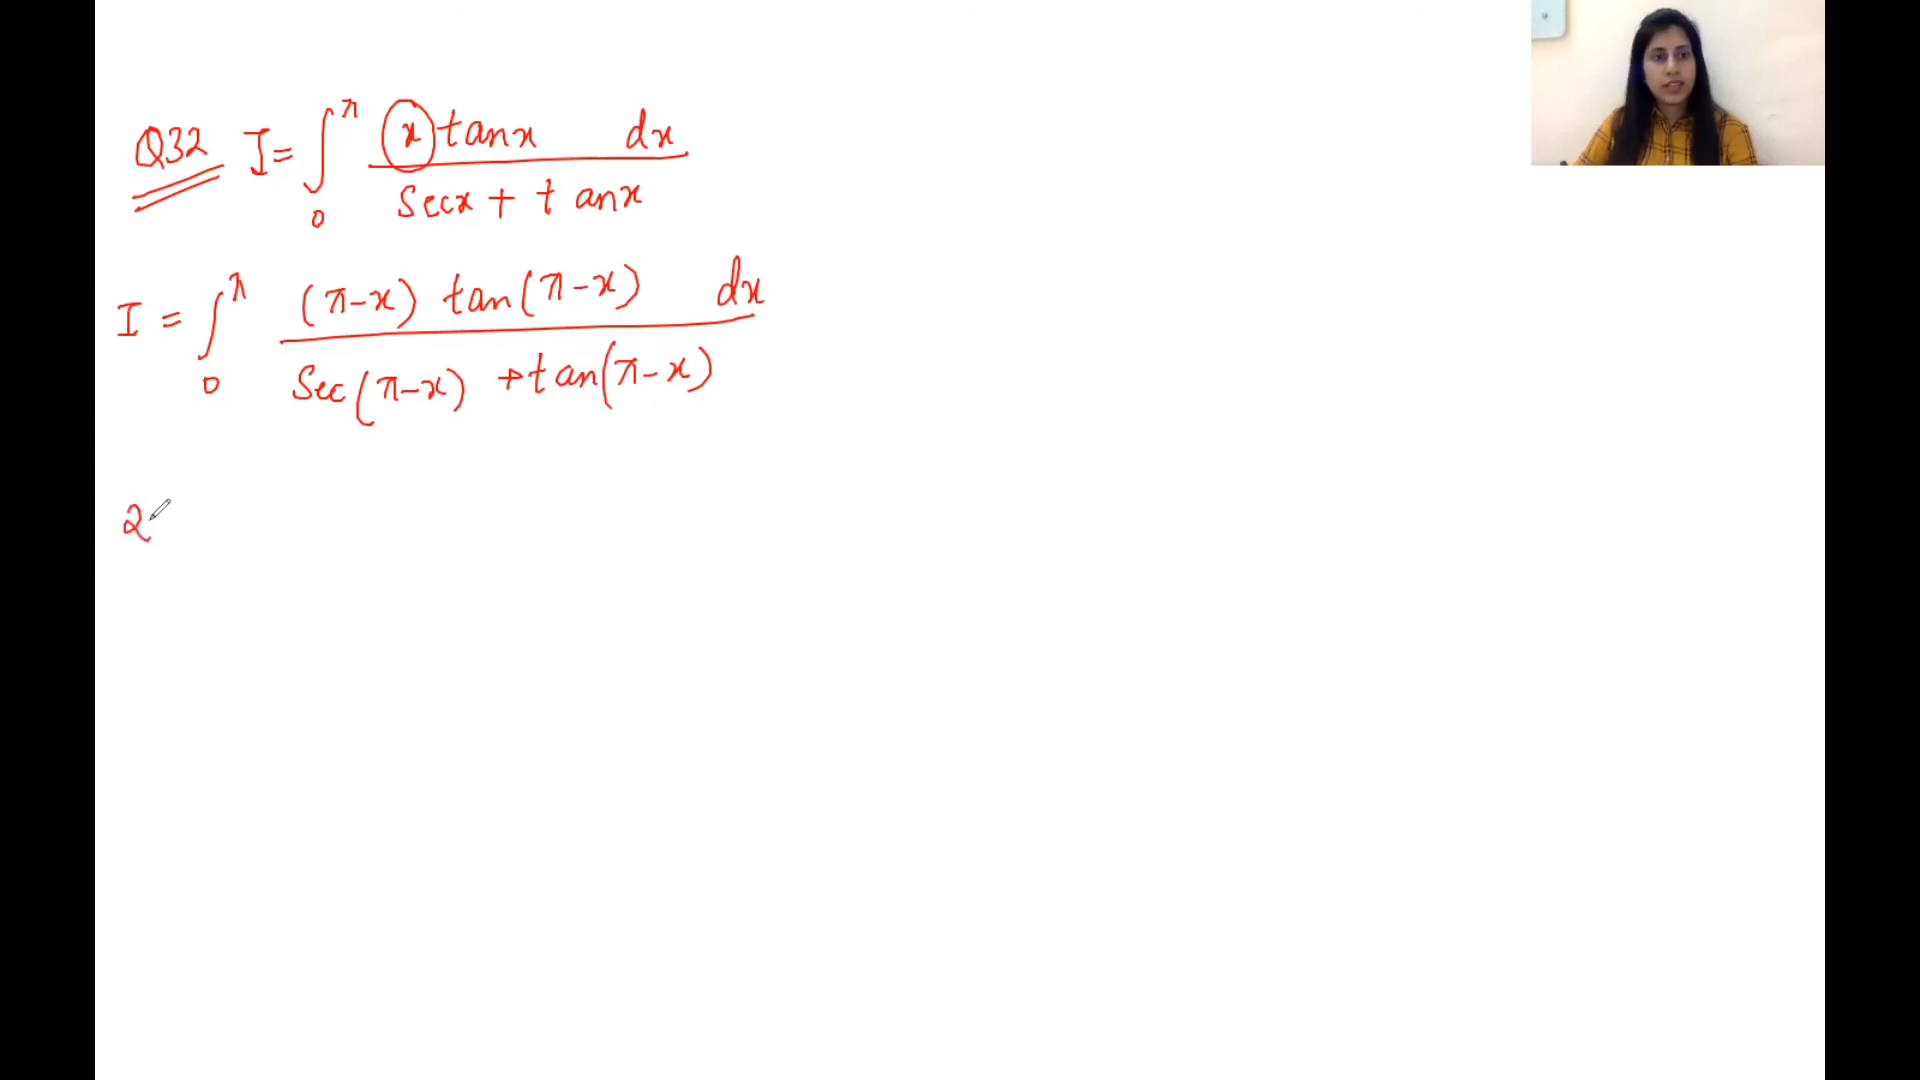 Q32 I = ∫₀^π x tanx dx / secx + tanx
I = ∫₀^π (π-x) tan(π-x) dx / Sec(π-x) + tan(π-x)
2